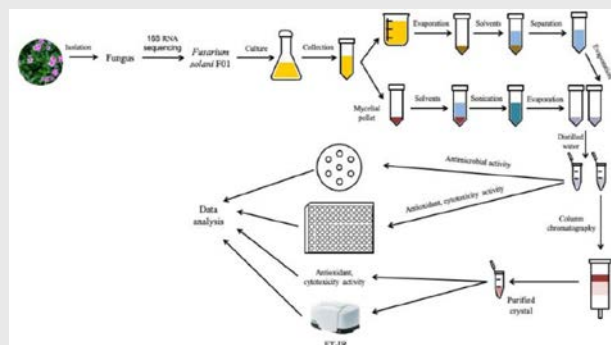 Isolation
Fungus
16S RNA
sequencing
Fusarium
solani F01
Culture
Collection
Evaporation
Solvents
Separation
Evaporation
Mycelial
pellet
Solvents
Sonication
Evaporation
Distilled
water
Antimicrobial activity
Antioxidant, cytotoxicity activity
Data
analysis
Column
chromatography
Antioxidant,
cytotoxicity activity
Purified
crystal
FT-IR